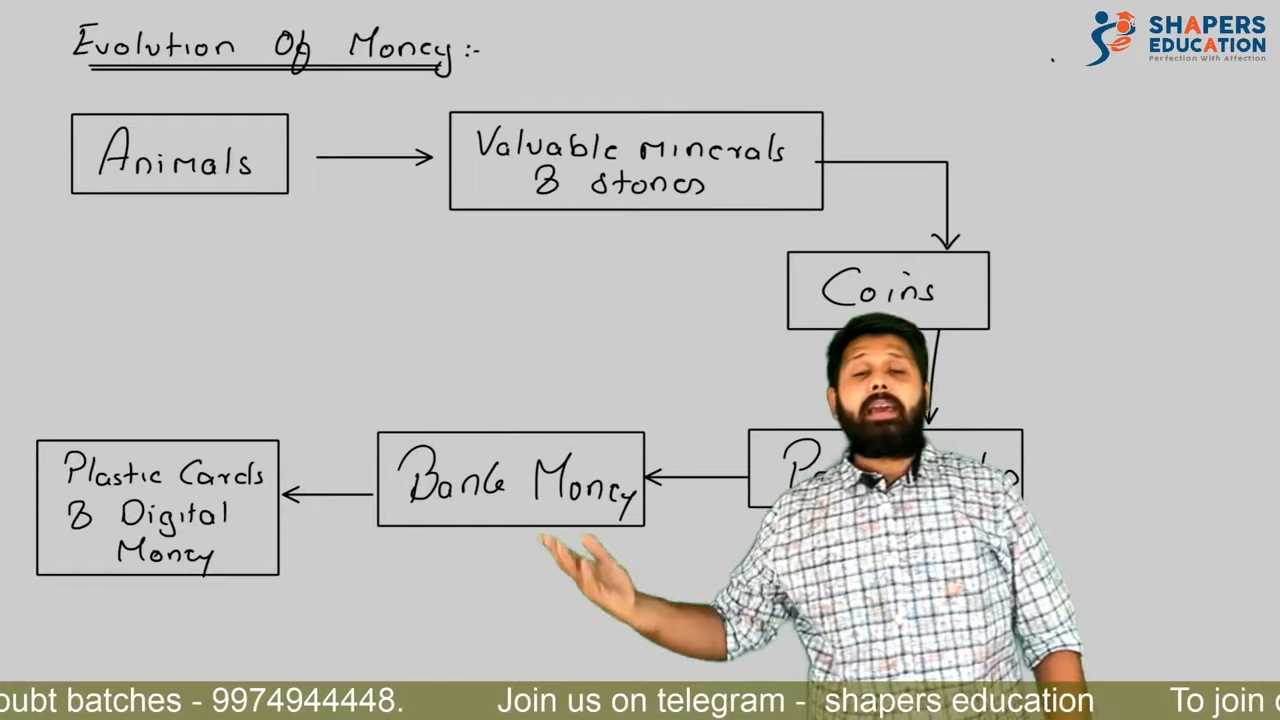 Evolution Of Money :-
SHAPERS
EDUCATION
Perfection With Affection
Animals
Valuable minerals
& stones
Coins
Bank Money
Plastic Cards
& Digital
Money
batches - 9974944448. Join us on telegram - shapers education To join